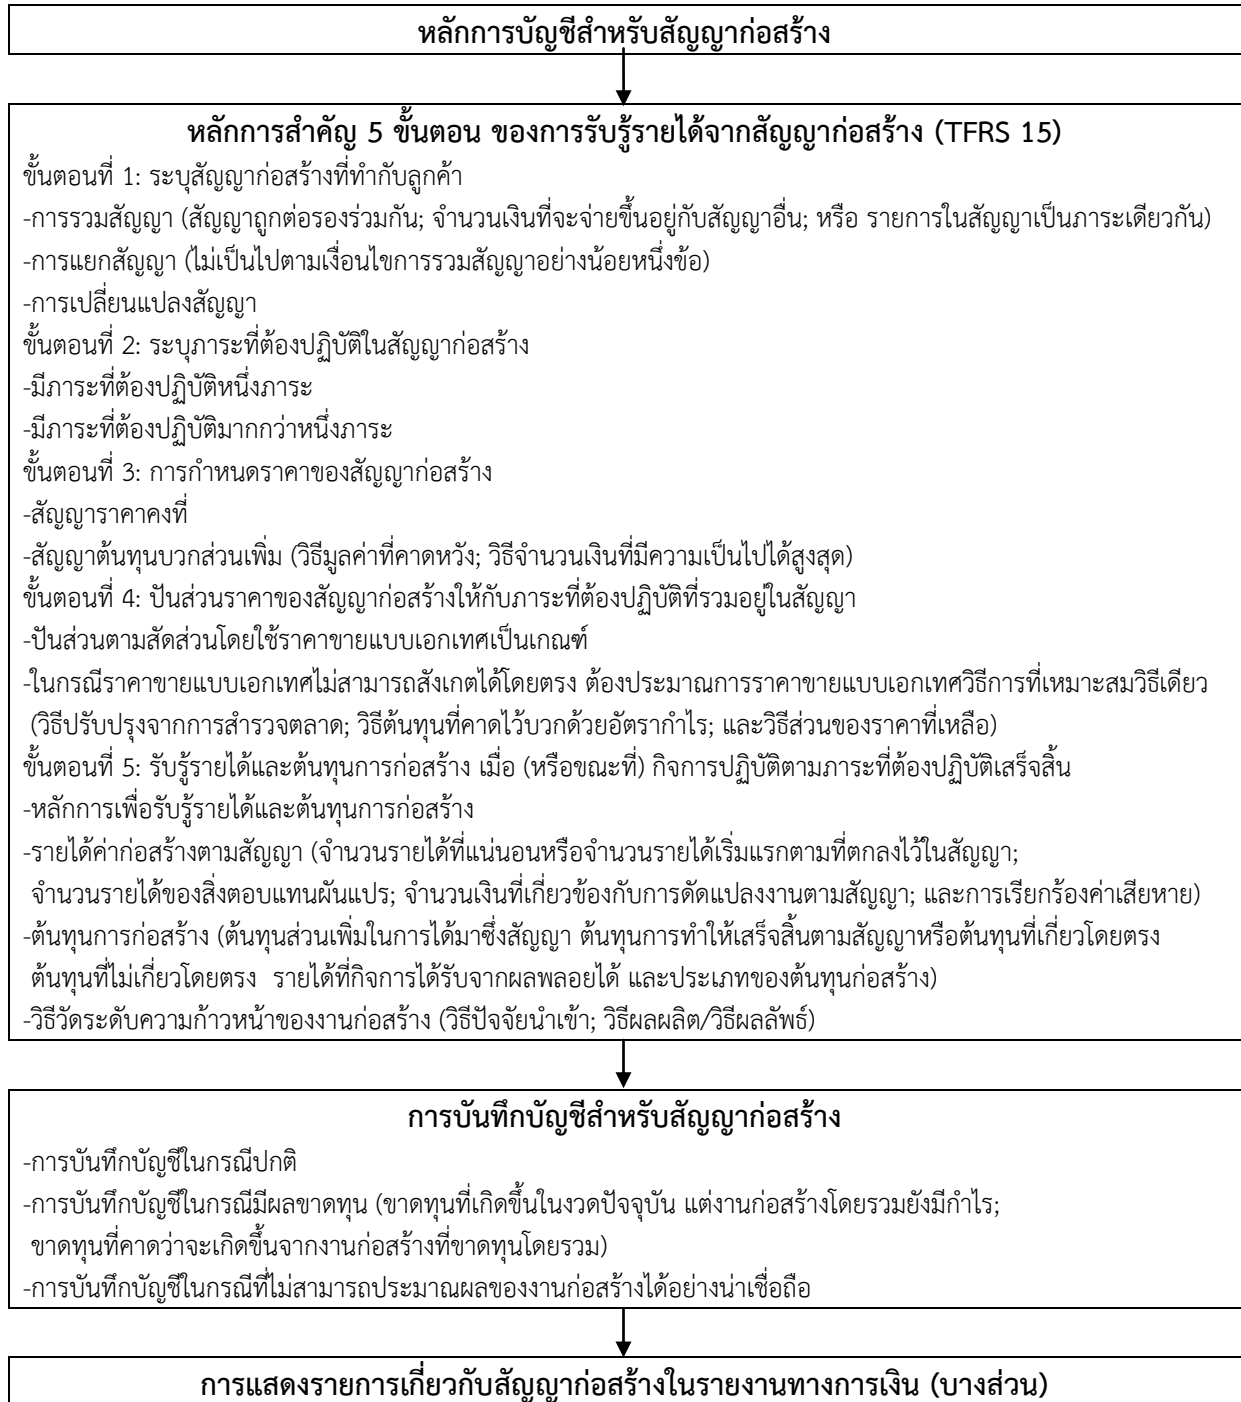 หลักการบัญชีสำหรับสัญญาก่อสร้าง
หลักการสำคัญ 5 ขั้นตอน ของการรับรู้รายได้จากสัญญาก่อสร้าง (TFRS 15)
ขั้นตอนที่ 1: ระบุสัญญาก่อสร้างที่ทำกับลูกค้า
-การรวมสัญญา (สัญญาถูกต่อรองร่วมกัน; จำนวนเงินที่จะจ่ายขึ้นอยู่กับสัญญาอื่น; หรือ รายการในสัญญาเป็นภาระเดียวกัน)
-การแยกสัญญา (ไม่เป็นไปตามเงื่อนไขการรวมสัญญาอย่างน้อยหนึ่งข้อ)
-การเปลี่ยนแปลงสัญญา
ขั้นตอนที่ 2: ระบุภาระที่ต้องปฏิบัติในสัญญาก่อสร้าง
-มีภาระที่ต้องปฏิบัติหนึ่งภาระ
-มีภาระที่ต้องปฏิบัติมากกว่าหนึ่งภาระ
ขั้นตอนที่ 3: การกำหนดราคาของสัญญาก่อสร้าง
-สัญญาราคาคงที่
-สัญญาต้นทุนบวกส่วนเพิ่ม (วิธีมูลค่าที่คาดหวัง; วิธีจำนวนเงินที่มีความเป็นไปได้สูงสุด)
ขั้นตอนที่ 4: ปันส่วนราคาของสัญญาก่อสร้างให้กับภาระที่ต้องปฏิบัติที่รวมอยู่ในสัญญา
-ปันส่วนตามสัดส่วนโดยใช้ราคาขายแบบเอกเทศเป็นเกณฑ์
-ในกรณีราคาขายแบบเอกเทศไม่สามารถสังเกตได้โดยตรง ต้องประมาณการราคาขายแบบเอกเทศวิธีการที่เหมาะสมวิธีเดียว
(วิธีปรับปรุงจากการสำรวจตลาด; วิธีต้นทุนที่คาดไว้บวกด้วยอัตรากำไร; และวิธีส่วนของราคาที่เหลือ)
ขั้นตอนที่ 5: รับรู้รายได้และต้นทุนการก่อสร้าง เมื่อ (หรือขณะที่) กิจการปฏิบัติตามภาระที่ต้องปฏิบัติเสร็จสิ้น
-หลักการเพื่อรับรู้รายได้และต้นทุนการก่อสร้าง
-รายได้ค่าก่อสร้างตามสัญญา (จำนวนรายได้ที่แน่นอนหรือจำนวนรายได้เริ่มแรกตามที่ตกลงไว้ในสัญญา;
จำนวนรายได้ของสิ่งตอบแทนผันแปร; จำนวนเงินที่เกี่ยวข้องกับการดัดแปลงงานตามสัญญา; และการเรียกร้องค่าเสียหาย)
-ต้นทุนการก่อสร้าง (ต้นทุนส่วนเพิ่มในการได้มาซึ่งสัญญา ต้นทุนการทำให้เสร็จสิ้นตามสัญญาหรือต้นทุนที่เกี่ยวโดยตรง
ต้นทุนที่ไม่เกี่ยวโดยตรง รายได้ที่กิจการได้รับจากผลพลอยได้ และประเภทของต้นทุนก่อสร้าง)
-วิธีวัดระดับความก้าวหน้าของงานก่อสร้าง (วิธีปัจจัยนำเข้า; วิธีผลผลิต/วิธีผลลัพธ์)
การบันทึกบัญชีสำหรับสัญญาก่อสร้าง
-การบันทึกบัญชีในกรณีปกติ
-การบันทึกบัญชีในกรณีมีผลขาดทุน (ขาดทุนที่เกิดขึ้นในงวดปัจจุบัน แต่งานก่อสร้างโดยรวมยังมีกำไร;
ขาดทุนที่คาดว่าจะเกิดขึ้นจากงานก่อสร้างที่ขาดทุนโดยรวม)
-การบันทึกบัญชีในกรณีที่ไม่สามารถประมาณผลของงานก่อสร้างได้อย่างน่าเชื่อถือ
การแสดงรายการเกี่ยวกับสัญญาก่อสร้างในรายงานทางการเงิน (บางส่วน)